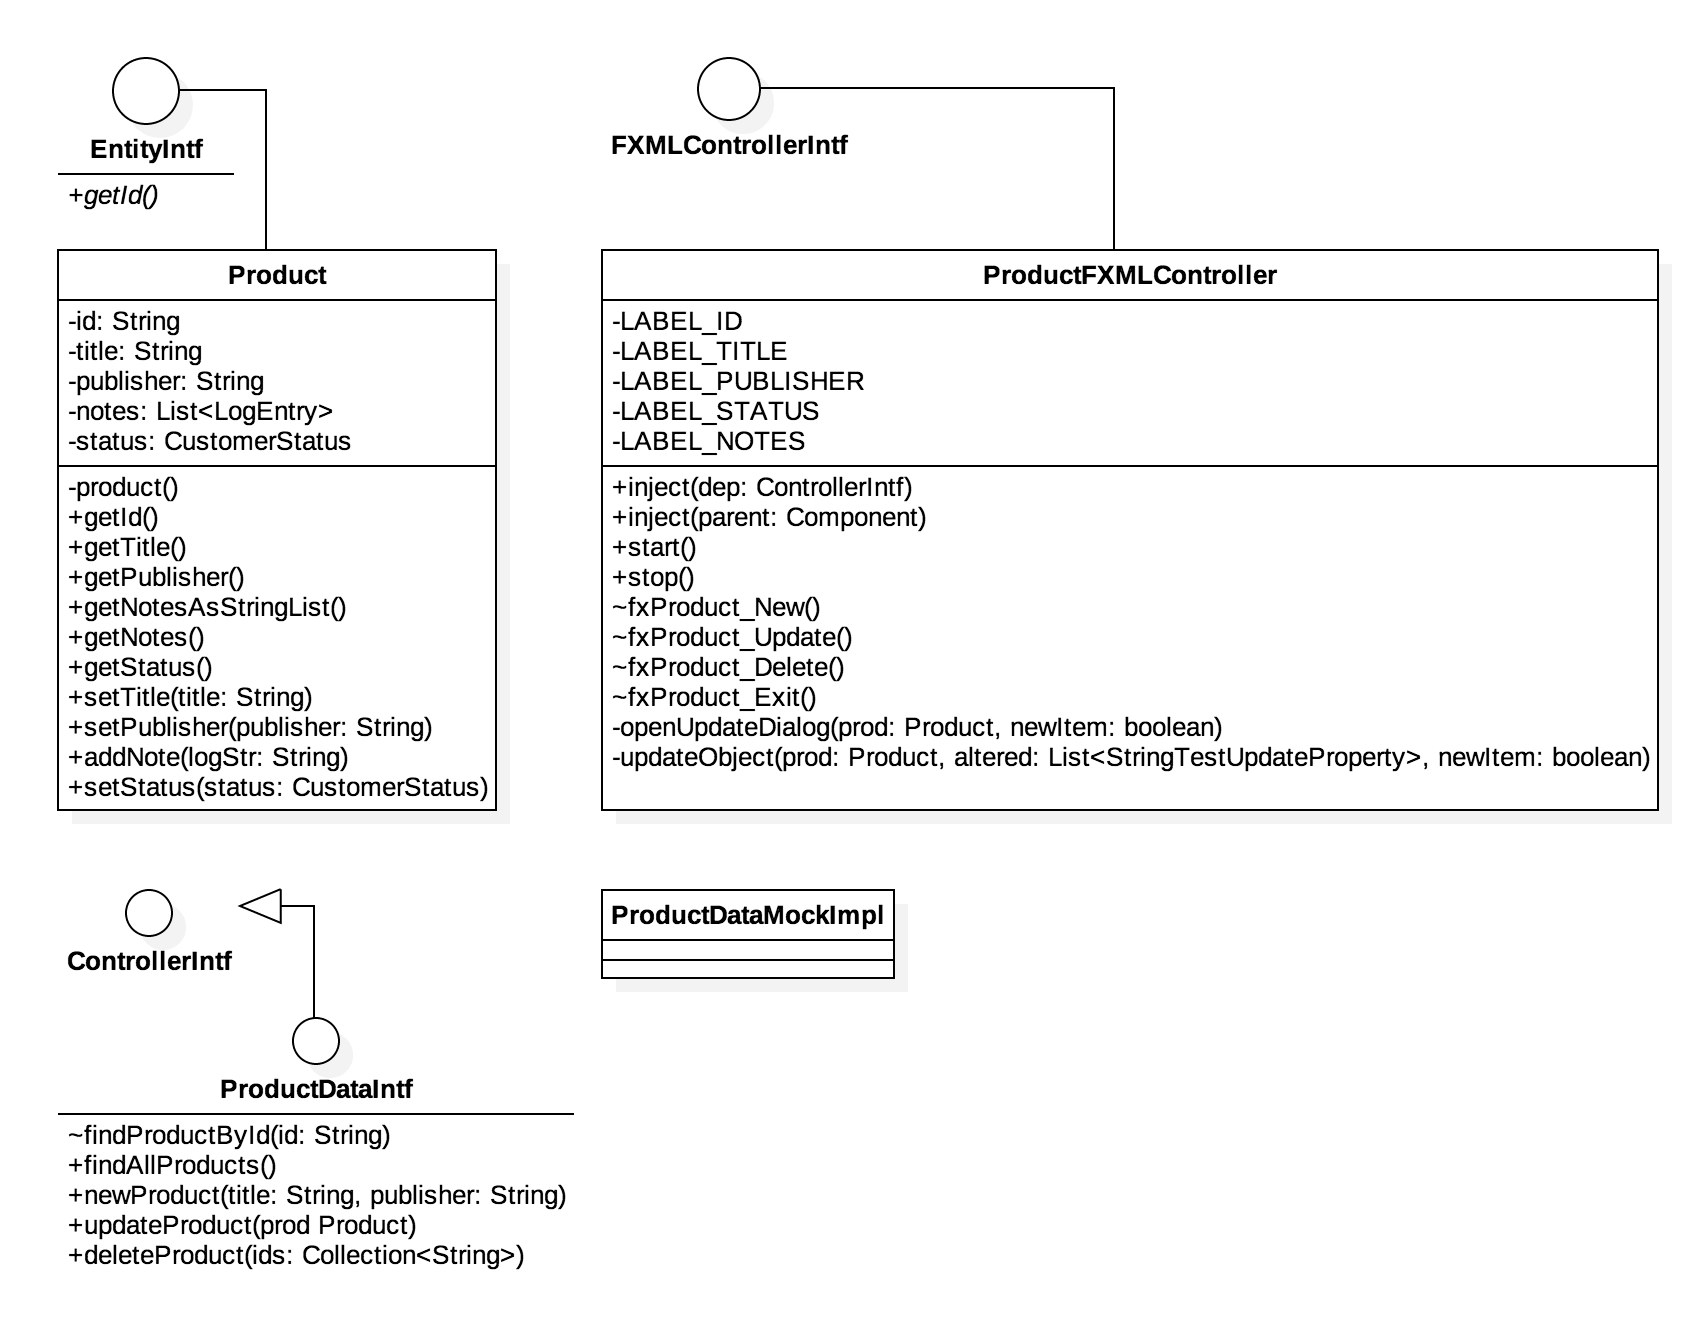 EntityIntf
+getId()
Product
-id: String
-title: String
-publisher: String
-notes: List<LogEntry>
-status: CustomerStatus
-product()
+getId()
+getTitle()
+getPublisher()
+getNotesAsStringList()
+getNotes()
+getStatus()
+setTitle(title: String)
+setPublisher(publisher: String)
+addNote(logStr: String)
+setStatus(status: CustomerStatus)
FXMLControllerIntf
ProductFXMLController
-LABEL_ID
-LABEL_TITLE
-LABEL_PUBLISHER
-LABEL_STATUS
-LABEL_NOTES
+inject(dep: ControllerIntf)
+inject(parent: Component)
+start()
+stop()
~fxProduct_New()
~fxProduct_Update()
~fxProduct_Delete()
~fxProduct_Exit()
-openUpdateDialog(prod: Product, newItem: boolean)
-updateObject(prod: Product, altered: List<StringTestUpdateProperty>, newItem: boolean)
ControllerIntf
ProductDataIntf
~findProductById(id: String)
+findAllProducts()
+newProduct(title: String, publisher: String)
+updateProduct(prod Product)
+deleteProduct(ids: Collection<String>)
ProductDataMockImpl